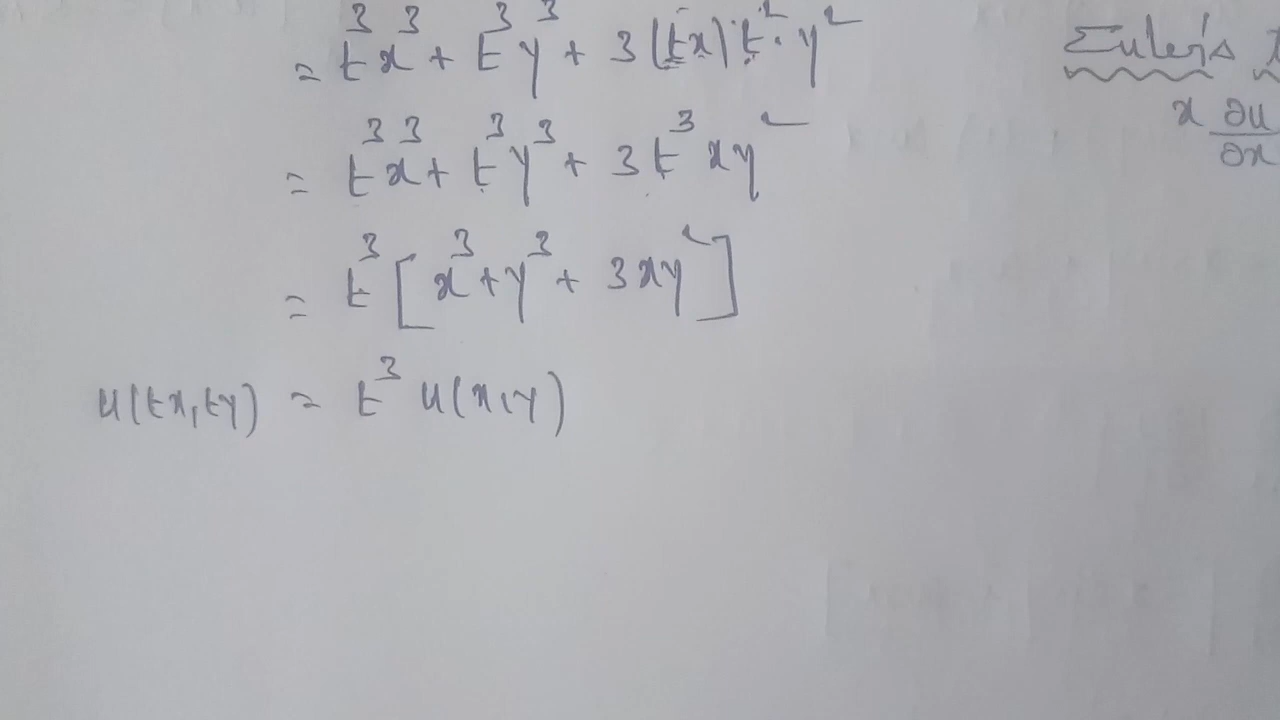 = t³x³ + t³y³ + 3(tx) t²·y²
= t³x³ + t³y³ + 3t³xy²
= t³[x³+y³ + 3xy²]
u(tx,ty) = t³ u(x,y)
Euler's
x ∂u/∂x